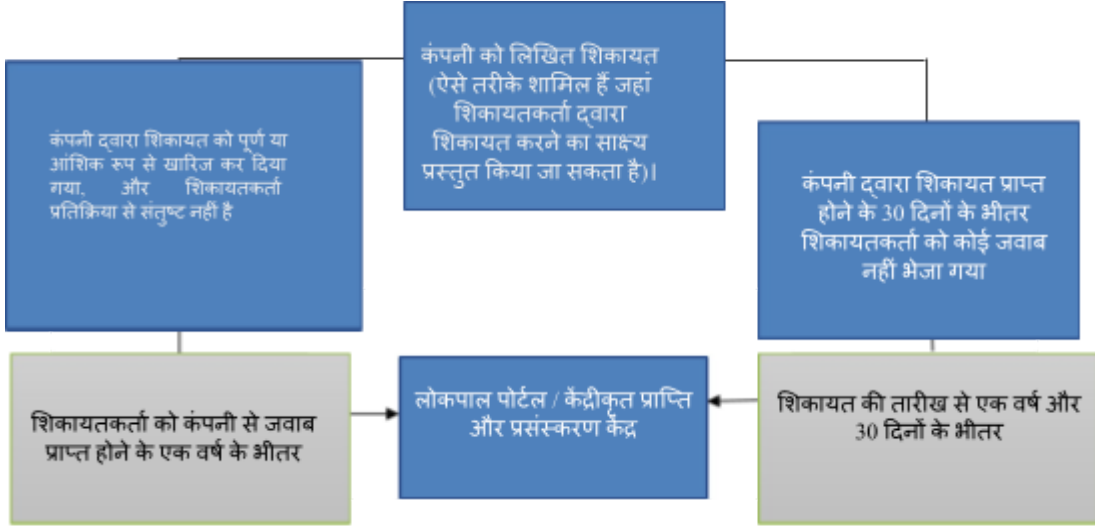 कंपनी को लिखित शिकायत
(ऐसे तरीके शामिल हैं जहां
शिकायतकर्ता द्वारा
शिकायत करने का साक्ष्य
प्रस्तुत किया जा सकता है)।
कंपनी द्वारा शिकायत को पूर्ण या
आंशिक रूप से खारिज कर दिया
गया, और शिकायतकर्ता
प्रतिक्रिया से संतुष्ट नहीं है
कंपनी द्वारा शिकायत प्राप्त
होने के 30 दिनों के भीतर
शिकायतकर्ता को कोई जवाब
नहीं भेजा गया
शिकायतकर्ता को कंपनी से जवाब
प्राप्त होने के एक वर्ष के भीतर
लोकपाल पोर्टल / केंद्रीकृत प्राप्ति
और प्रसंस्करण केंद्र
शिकायत की तारीख से एक वर्ष और
30 दिनों के भीतर